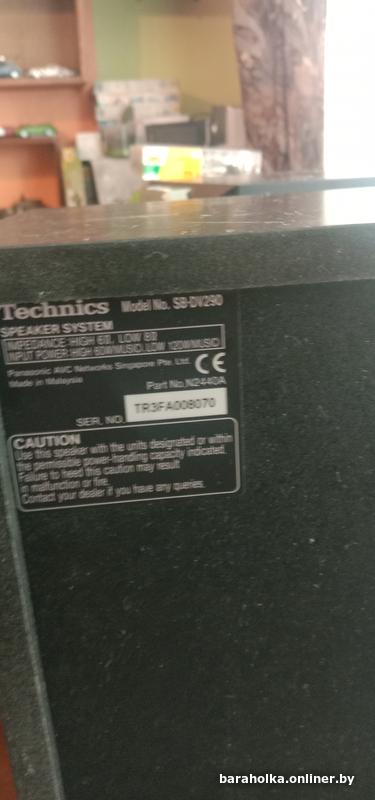 Technics Model No. SB-DV290
SPEAKER SYSTEM
IMPEDANCE: HIGH 6Ω, LOW 8Ω
INPUT POWER: HIGH 60W(MUSIC), LOW 120W(MUSIC)
Panasonic AVC Networks Singapore Pte. Ltd.
Made in Malaysia
CE
Part No.N2440A
SER. NO. TR3FA008070
CAUTION
Use this speaker with the units designated or within
the permissible power-handling capacity indicated.
Failure to heed this caution may result
in malfunction or fire.
Contact your dealer if you have any queries.
baraholka.onliner.by